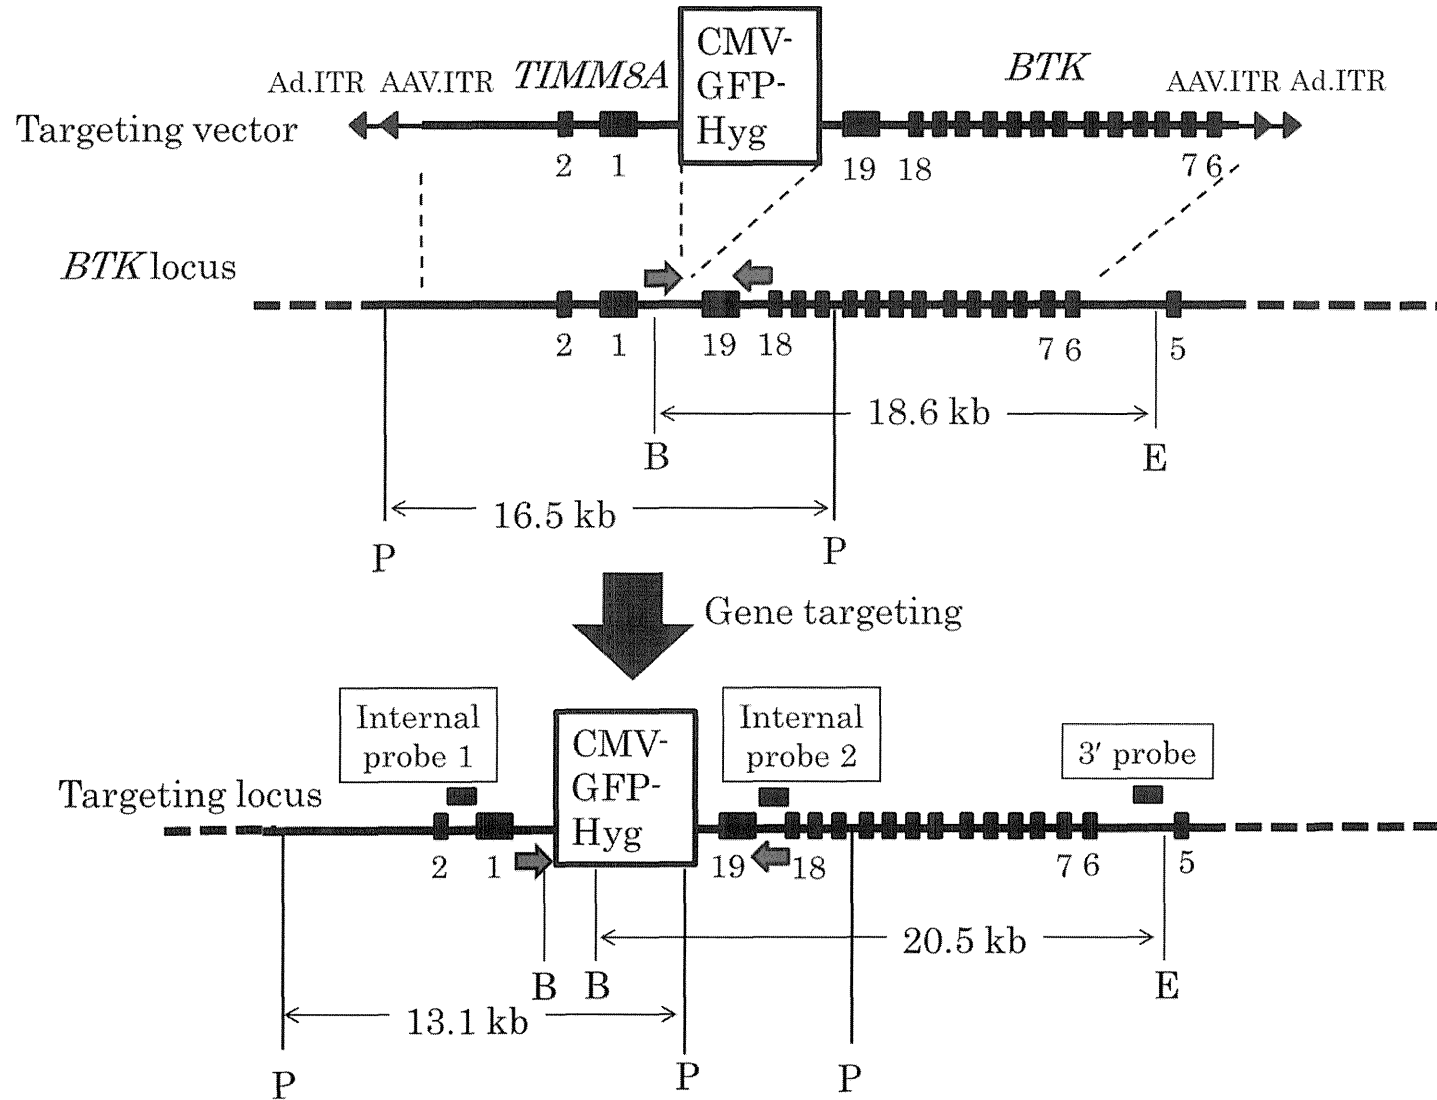 Targeting vector
Ad.ITR AAV.ITR TIMM8A
CMV-
GFP-
Hyg
BTK
AAV.ITR Ad.ITR
2 1 19 18 7 6
BTK locus
2 1 19 18 7 6 5
18.6 kb
B E
16.5 kb
P P
Gene targeting
Internal
probe 1
CMV-
GFP-
Hyg
Internal
probe 2
3′ probe
Targeting locus
2 1 19 18 7 6 5
20.5 kb
B B E
13.1 kb
P P P